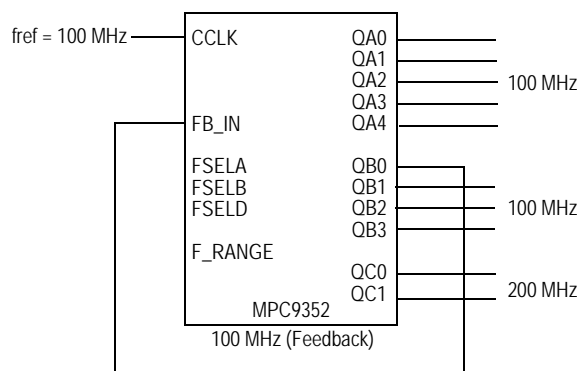 fref = 100 MHz
CCLK
QA0
QA1
QA2
QA3
QA4
100 MHz
FB_IN
FSELA
FSELB
FSELD
QB0
QB1
QB2
QB3
100 MHz
F_RANGE
QC0
QC1
200 MHz
MPC9352
100 MHz (Feedback)